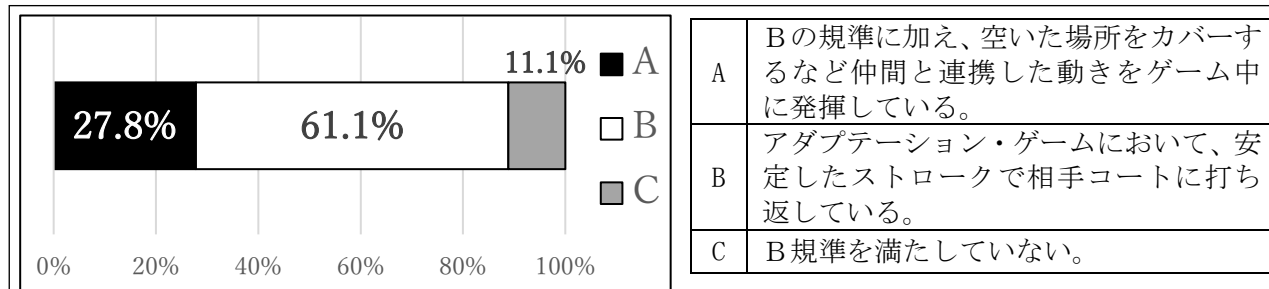 11.1%
27.8%
61.1%
A
B
C
0%
20%
40%
60%
80%
100%
A
Ｂの規準に加え、空いた場所をカバーす
るなど仲間と連携した動きをゲーム中
に発揮している。
B
アダプテーション・ゲームにおいて、安
定したストロークで相手コートに打ち
返している。
C
Ｂ規準を満たしていない。